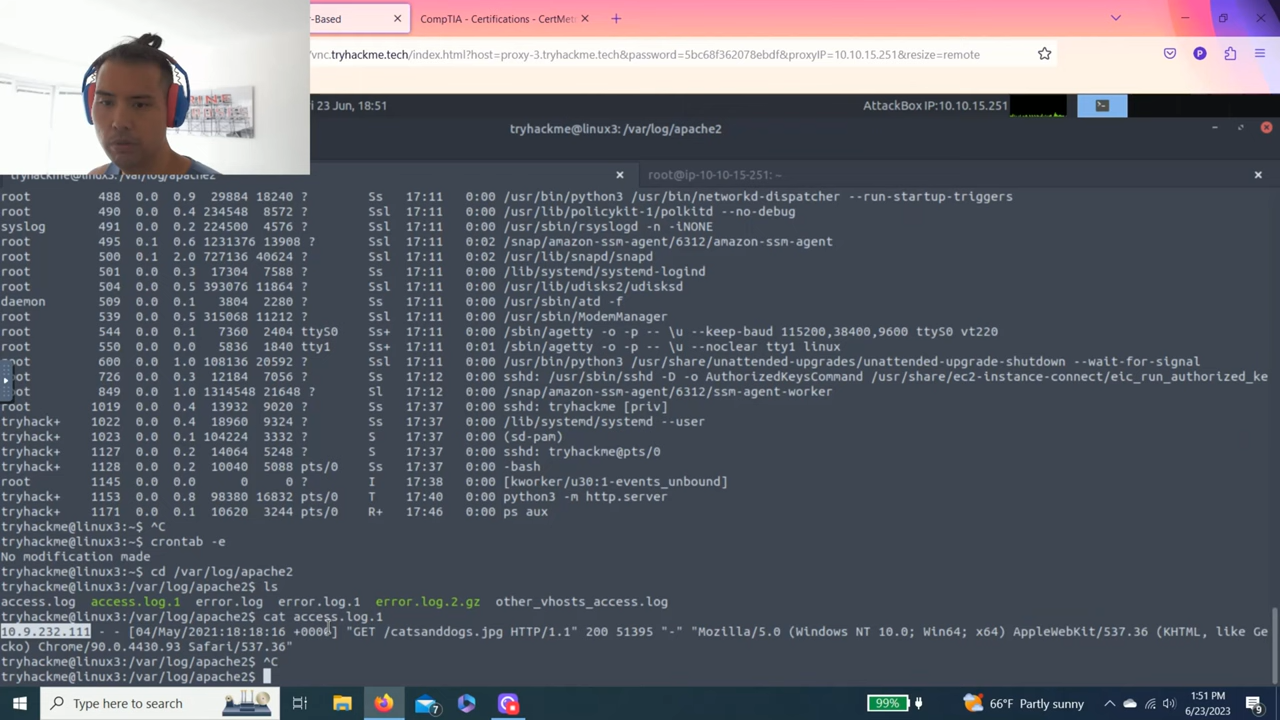 -Based
CompTIA - Certifications - CertMet
vnc.tryhackme.tech/index.html?host=proxy-3.tryhackme.tech&password=5bc68f362078ebdf&proxyIP=10.10.15.251&resize=remote
i 23 Jun, 18:51
AttackBox IP:10.10.15.251
tryhackme@linux3: /var/log/apache2
tryhackme@linux3: /var/log/apache2
root@ip-10-10-15-251: ~
root 488 0.0 0.9 29884 18240 ? Ss 17:11 0:00 /usr/bin/python3 /usr/bin/networkd-dispatcher --run-startup-triggers
root 490 0.0 0.4 234548 8572 ? Ssl 17:11 0:00 /usr/lib/policykit-1/polkitd --no-debug
syslog 491 0.0 0.2 224500 4576 ? Ssl 17:11 0:00 /usr/sbin/rsyslogd -n -iNONE
root 495 0.1 0.6 1231376 13908 ? Ssl 17:11 0:02 /snap/amazon-ssm-agent/6312/amazon-ssm-agent
root 500 0.1 2.0 727136 40624 ? Ssl 17:11 0:02 /usr/lib/snapd/snapd
root 501 0.0 0.3 17304 7588 ? Ss 17:11 0:00 /lib/systemd/systemd-logind
root 504 0.0 0.5 393076 11864 ? Ssl 17:11 0:00 /usr/lib/udisks2/udisksd
daemon 509 0.0 0.1 3804 2280 ? Ss 17:11 0:00 /usr/sbin/atd -f
root 539 0.0 0.5 315068 11212 ? Ssl 17:11 0:00 /usr/sbin/ModemManager
root 544 0.0 0.1 7360 2404 ttyS0 Ss+ 17:11 0:00 /sbin/agetty -o -p -- \u --keep-baud 115200,38400,9600 ttyS0 vt220
root 550 0.0 0.0 5836 1840 tty1 Ss+ 17:11 0:01 /sbin/agetty -o -p -- \u --noclear tty1 linux
root 600 0.0 1.0 108136 20592 ? Ssl 17:11 0:00 /usr/bin/python3 /usr/share/unattended-upgrades/unattended-upgrade-shutdown --wait-for-signal
root 726 0.0 0.3 12184 7056 ? Ss 17:12 0:00 sshd: /usr/sbin/sshd -D -o AuthorizedKeysCommand /usr/share/ec2-instance-connect/eic_run_authorized_ke
root 849 0.0 1.0 1314548 21648 ? Sl 17:12 0:00 /snap/amazon-ssm-agent/6312/ssm-agent-worker
root 1019 0.0 0.4 13932 9020 ? Ss 17:37 0:00 sshd: tryhackme [priv]
tryhack+ 1022 0.0 0.4 18960 9324 ? Ss 17:37 0:00 /lib/systemd/systemd --user
tryhack+ 1023 0.0 0.1 104224 3332 ? S 17:37 0:00 (sd-pam)
tryhack+ 1127 0.0 0.2 14064 5248 ? S 17:37 0:00 sshd: tryhackme@pts/0
tryhack+ 1128 0.0 0.2 10040 5088 pts/0 Ss 17:37 0:00 -bash
root 1145 0.0 0.0 0 0 ? I 17:38 0:00 [kworker/u30:1-events_unbound]
tryhack+ 1153 0.0 0.8 98380 16832 pts/0 T 17:40 0:00 python3 -m http.server
tryhack+ 1171 0.0 0.1 10620 3244 pts/0 R+ 17:46 0:00 ps aux
tryhackme@linux3:~$ ^C
tryhackme@linux3:~$ crontab -e
No modification made
tryhackme@linux3:~$ cd /var/log/apache2
tryhackme@linux3:/var/log/apache2$ ls
access.log access.log.1 error.log error.log.1 error.log.2.gz other_vhosts_access.log
tryhackme@linux3:/var/log/apache2$ cat access.log.1
10.9.232.111 - - [04/May/2021:18:18:16 +0000] "GET /catsanddogs.jpg HTTP/1.1" 200 51395 "-" "Mozilla/5.0 (Windows NT 10.0; Win64; x64) AppleWebKit/537.36 (KHTML, like Ge
cko) Chrome/90.0.4430.93 Safari/537.36"
tryhackme@linux3:/var/log/apache2$ ^C
tryhackme@linux3:/var/log/apache2$
Type here to search
7
99%
66°F Partly sunny
1:51 PM
6/23/2023
9